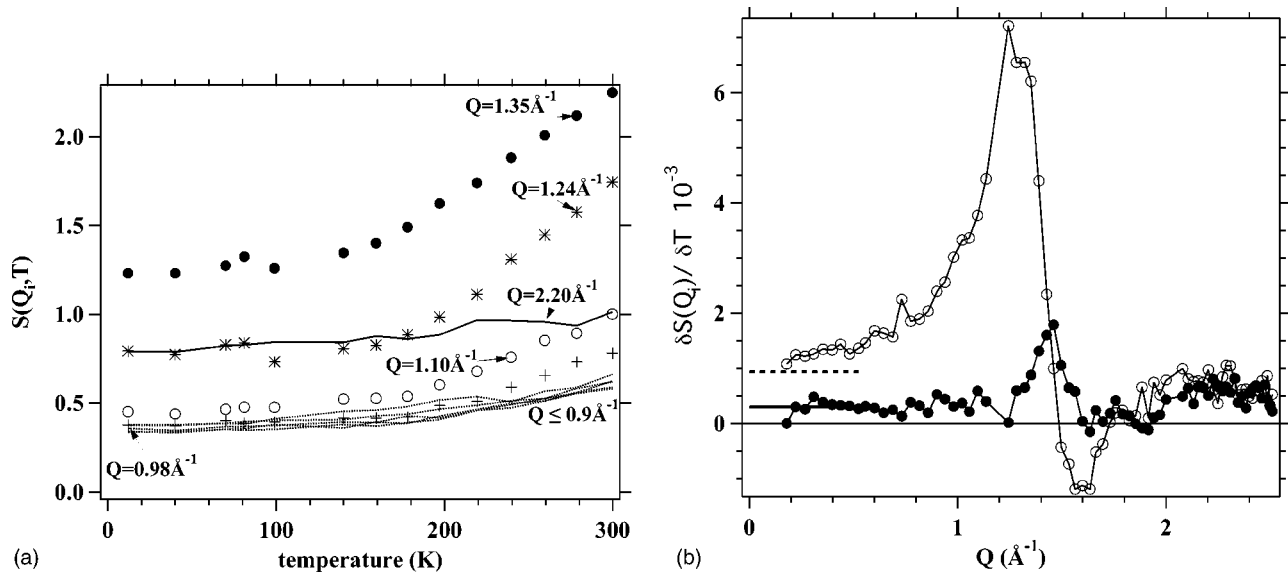 Q=1.35Å⁻¹
Q=1.24Å⁻¹
Q=2.20Å⁻¹
Q=1.10Å⁻¹
Q ≤ 0.9Å⁻¹
Q=0.98Å⁻¹
S(Qᵢ,T)
2.0
1.5
1.0
0.5
0.0
0
100
200
300
temperature (K)
(a)
δS(Qᵢ)/ δT 10⁻³
6
4
2
0
0
1
2
Q (Å⁻¹)
(b)